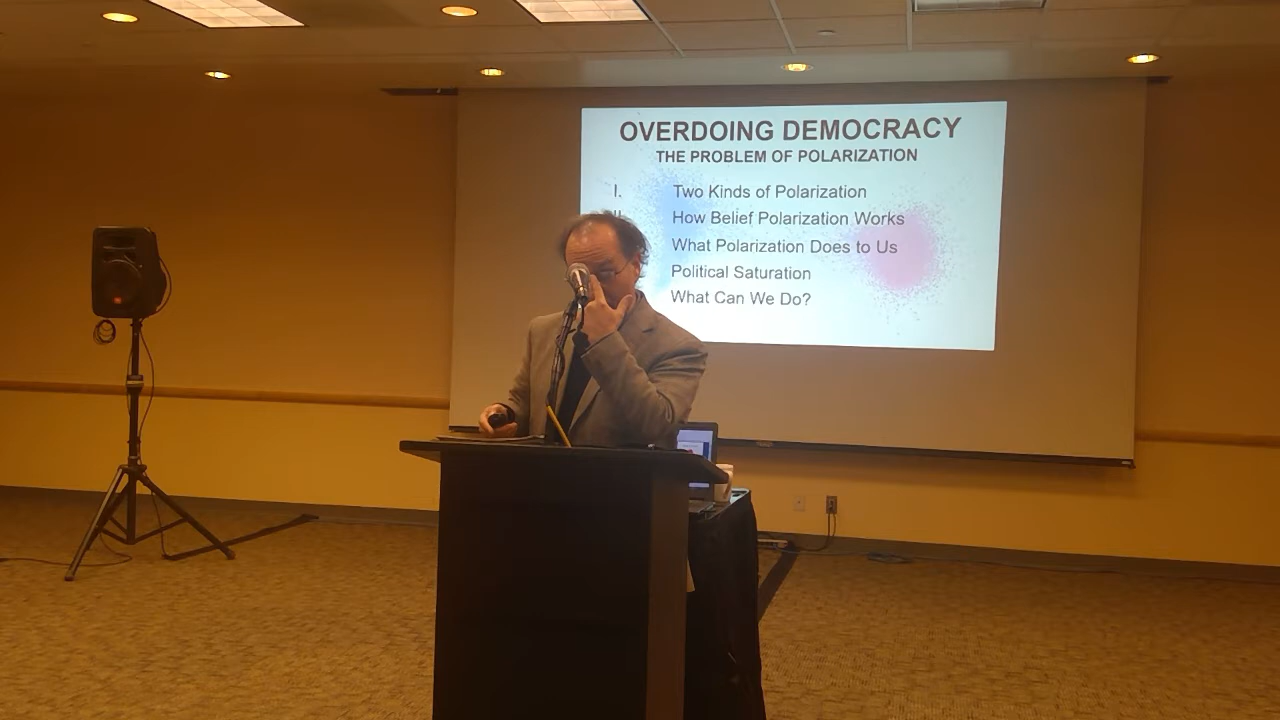 OVERDOING DEMOCRACY
THE PROBLEM OF POLARIZATION
I. Two Kinds of Polarization
II. How Belief Polarization Works
What Polarization Does to Us
Political Saturation
What Can We Do?